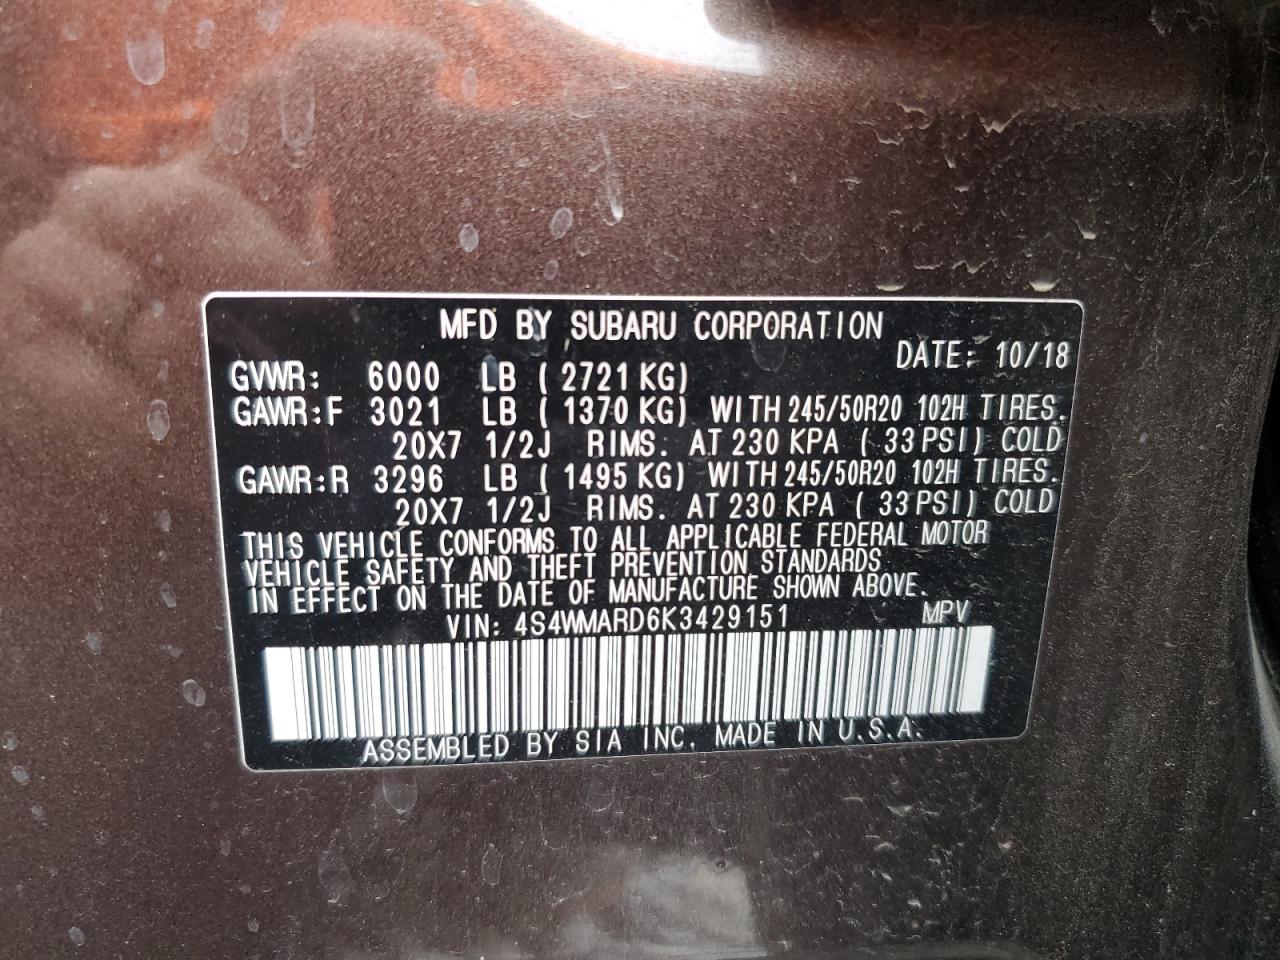 MFD BY SUBARU CORPORATION
DATE: 10/18
GVWR: 6000 LB (2721 KG)
GAWR:F 3021 LB (1370 KG) WITH 245/50R20 102H TIRES.
20X7 1/2J RIMS. AT 230 KPA (33 PSI) COLD
GAWR:R 3296 LB (1495 KG) WITH 245/50R20 102H TIRES.
20X7 1/2J RIMS. AT 230 KPA (33 PSI) COLD
THIS VEHICLE CONFORMS TO ALL APPLICABLE FEDERAL MOTOR
VEHICLE SAFETY AND THEFT PREVENTION STANDARDS
IN EFFECT ON THE DATE OF MANUFACTURE SHOWN ABOVE.
VIN: 4S4WMARD6K3429151 MPV
ASSEMBLED BY SIA INC. MADE IN U.S.A.